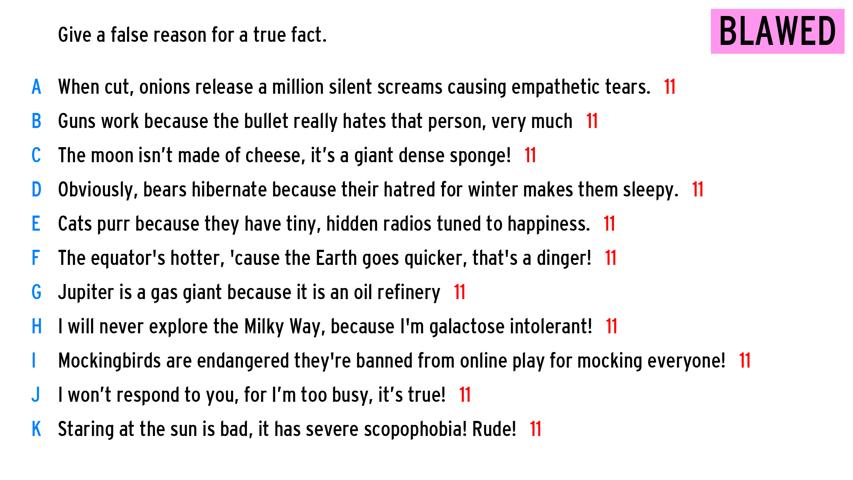 Give a false reason for a true fact.
BLAWED
A When cut, onions release a million silent screams causing empathetic tears. 11
B Guns work because the bullet really hates that person, very much 11
C The moon isn’t made of cheese, it’s a giant dense sponge! 11
D Obviously, bears hibernate because their hatred for winter makes them sleepy. 11
E Cats purr because they have tiny, hidden radios tuned to happiness. 11
F The equator's hotter, 'cause the Earth goes quicker, that's a dinger! 11
G Jupiter is a gas giant because it is an oil refinery 11
H I will never explore the Milky Way, because I'm galactose intolerant! 11
I Mockingbirds are endangered they're banned from online play for mocking everyone! 11
J I won’t respond to you, for I’m too busy, it’s true! 11
K Staring at the sun is bad, it has severe scopophobia! Rude! 11